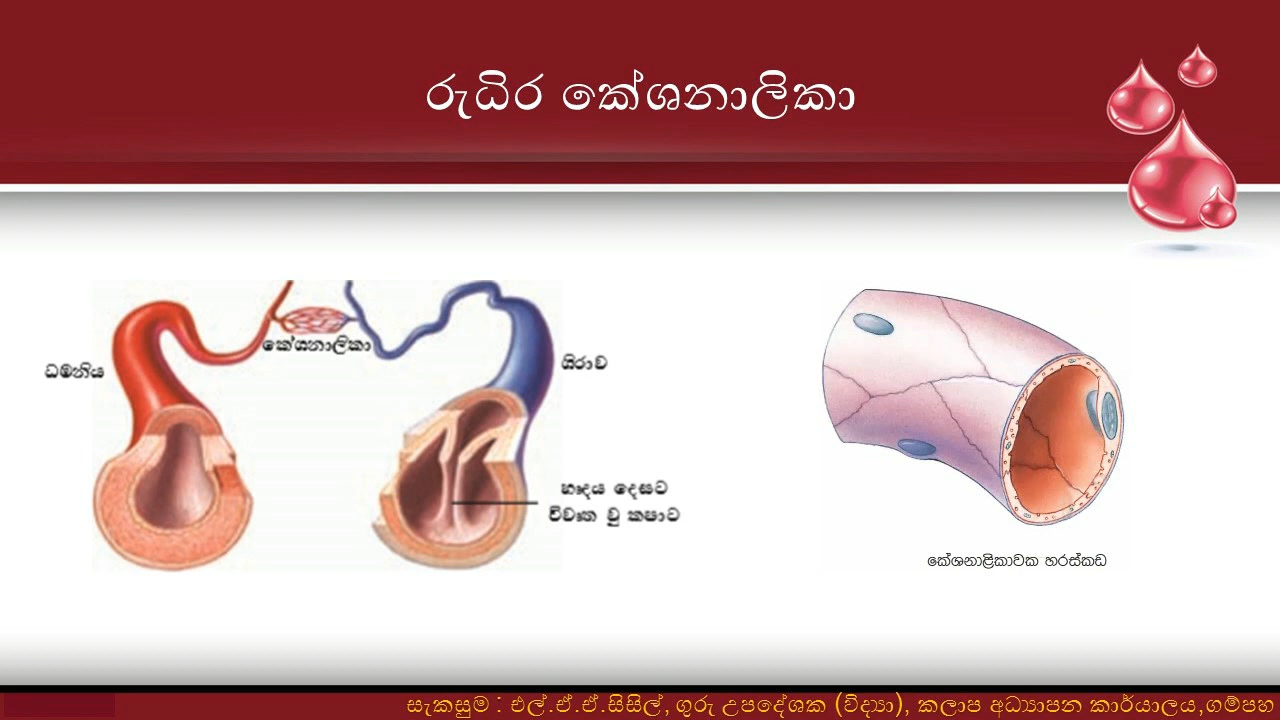 රුධිර කේශනාලිකා
කේශනාලිකා
ධමනිය
ශිරාව
හෘදය දෙසට
විවෘත වු කපාට
කේශනාළිකාවක හරස්කඩ
සැකසුම : එල්.ඒ.ඒ.සිසිල්, ගුරු උපදේශක (විද්‍යා), කලාප අධ්‍යාපන කාර්යාලය,ගම්පහ